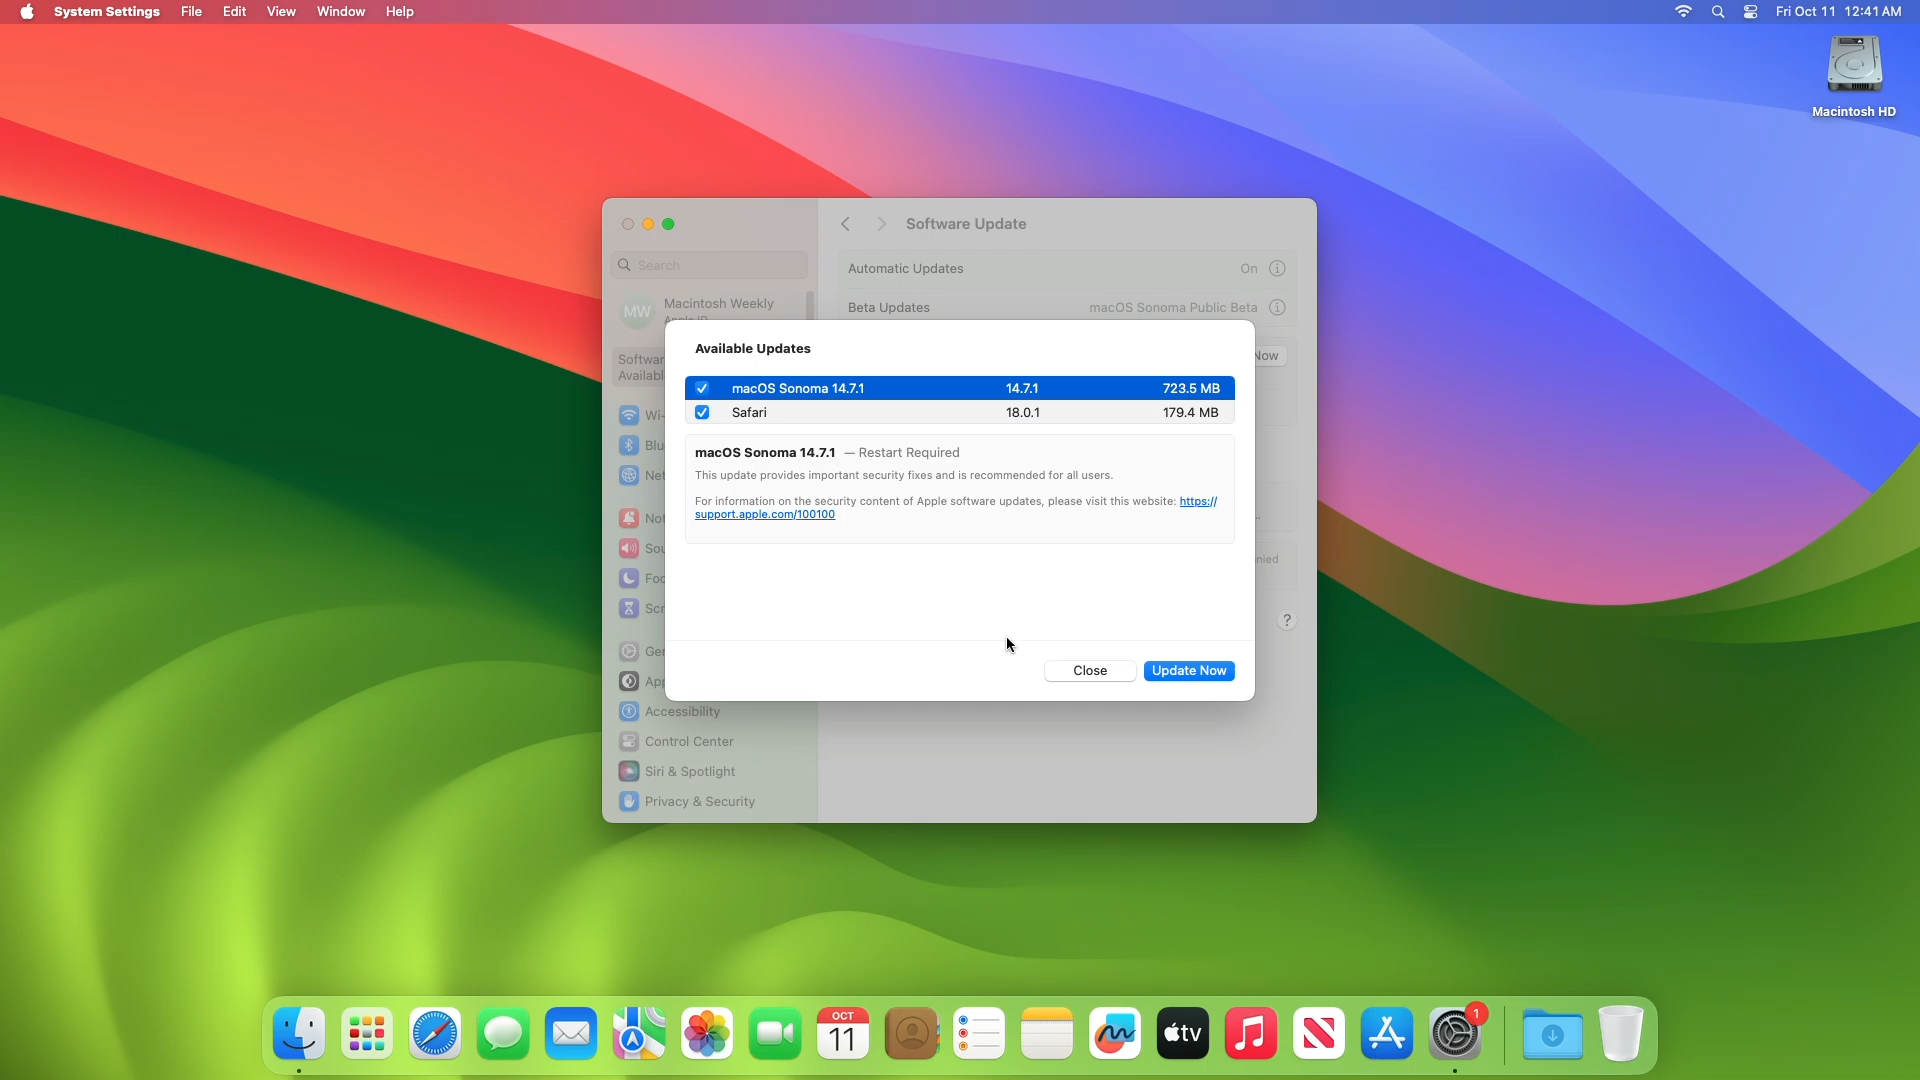 System Settings File Edit View Window Help Fri Oct 11 12:41 AM
Macintosh HD
Software Update
Search
Automatic Updates On
Macintosh Weekly
MW
Beta Updates macOS Sonoma Public Beta
Available Updates
Now
macOS Sonoma 14.7.1 14.7.1 723.5 MB
Safari 18.0.1 179.4 MB
macOS Sonoma 14.7.1 — Restart Required
This update provides important security fixes and is recommended for all users.
For information on the security content of Apple software updates, please visit this website: https://
support.apple.com/100100
?
Close Update Now
Accessibility
Control Center
Siri & Spotlight
Privacy & Security
OCT
11
tv
1